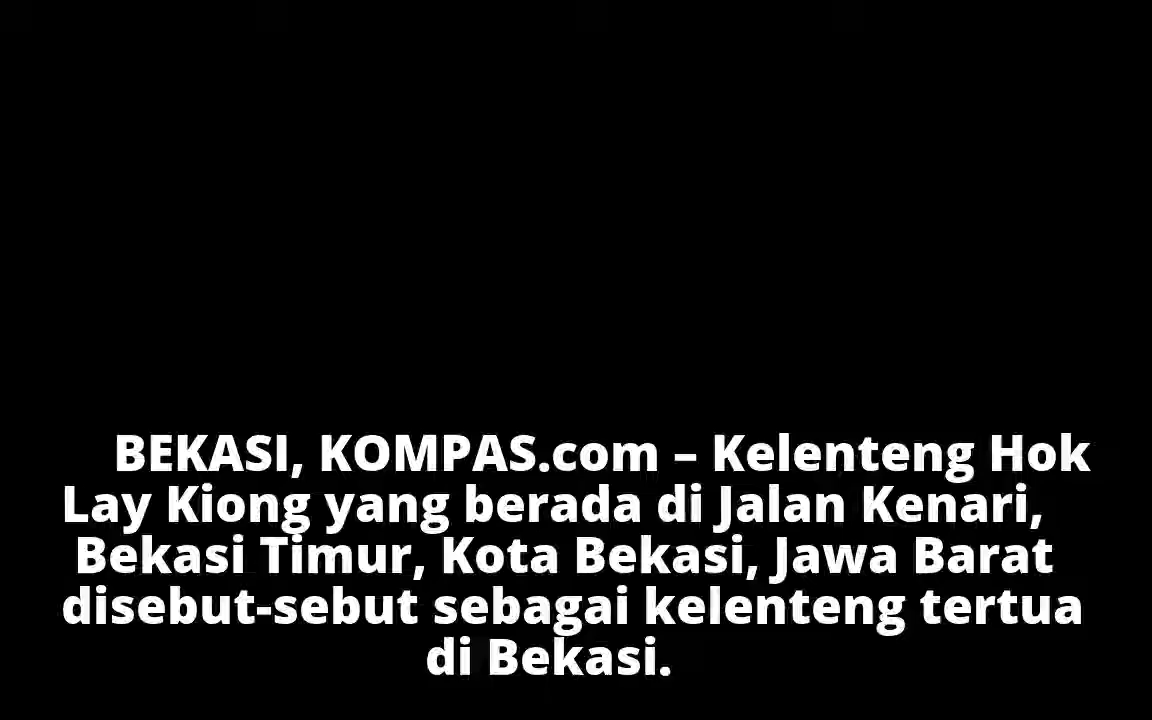 BEKASI, KOMPAS.com – Kelenteng Hok
Lay Kiong yang berada di Jalan Kenari,
Bekasi Timur, Kota Bekasi, Jawa Barat
disebut-sebut sebagai kelenteng tertua
di Bekasi.